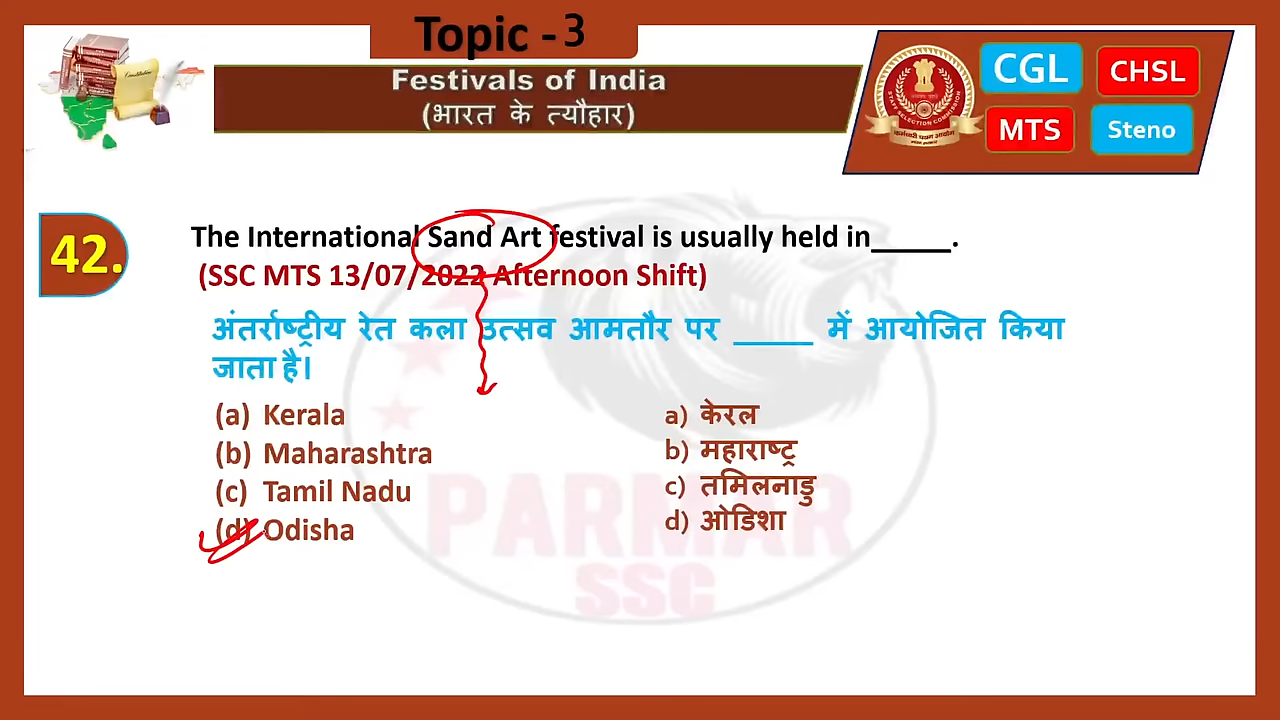 Topic -3
Festivals of India
(भारत के त्यौहार)
CGL
CHSL
MTS
Steno
42.
The International Sand Art festival is usually held in_____.
(SSC MTS 13/07/2022 Afternoon Shift)
अंतर्राष्ट्रीय रेत कला उत्सव आमतौर पर _____ में आयोजित किया
जाता है।
(a) Kerala
(b) Maharashtra
(c) Tamil Nadu
(d) Odisha
a) केरल
b) महाराष्ट्र
c) तमिलनाडु
d) ओडिशा
PARMAR
SSC